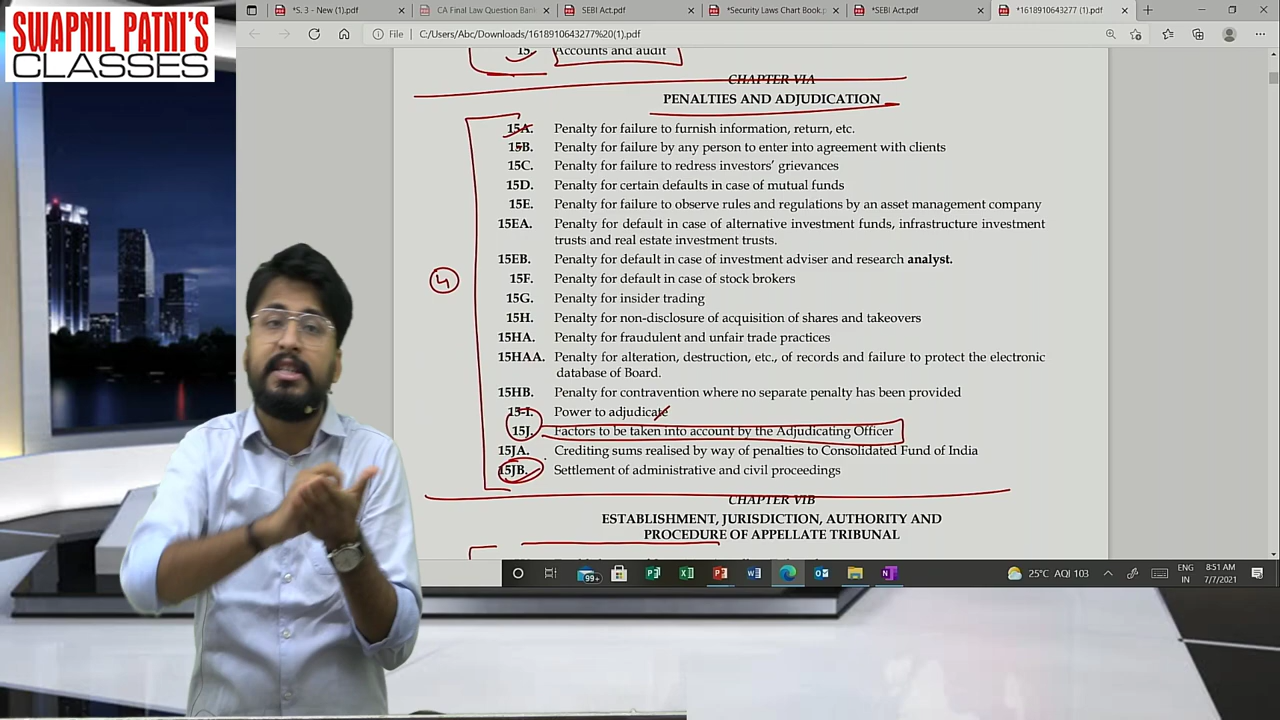 SWAPNIL PATNI'S
CLASSES
*S. 3 - New (1).pdf
CA Final Law Question Ban
SEBI Act.pdf
*Security Laws Chart Book.p
*SEBI Act.pdf
*1618910643277 (1).pdf
File
C:/Users/Abc/Downloads/1618910643277%20(1).pdf
15. Accounts and audit
CHAPTER VIA
PENALTIES AND ADJUDICATION
15A. Penalty for failure to furnish information, return, etc.
15B. Penalty for failure by any person to enter into agreement with clients
15C. Penalty for failure to redress investors' grievances
15D. Penalty for certain defaults in case of mutual funds
15E. Penalty for failure to observe rules and regulations by an asset management company
15EA. Penalty for default in case of alternative investment funds, infrastructure investment
trusts and real estate investment trusts.
15EB. Penalty for default in case of investment adviser and research analyst.
15F. Penalty for default in case of stock brokers
15G. Penalty for insider trading
15H. Penalty for non-disclosure of acquisition of shares and takeovers
15HA. Penalty for fraudulent and unfair trade practices
15HAA. Penalty for alteration, destruction, etc., of records and failure to protect the electronic
database of Board.
15HB. Penalty for contravention where no separate penalty has been provided
15-I. Power to adjudicate
15J. Factors to be taken into account by the Adjudicating Officer
15JA. Crediting sums realised by way of penalties to Consolidated Fund of India
15JB. Settlement of administrative and civil proceedings
CHAPTER VIB
ESTABLISHMENT, JURISDICTION, AUTHORITY AND
PROCEDURE OF APPELLATE TRIBUNAL
99+
25°C AQI 103
ENG
IN
8:51 AM
7/7/2021